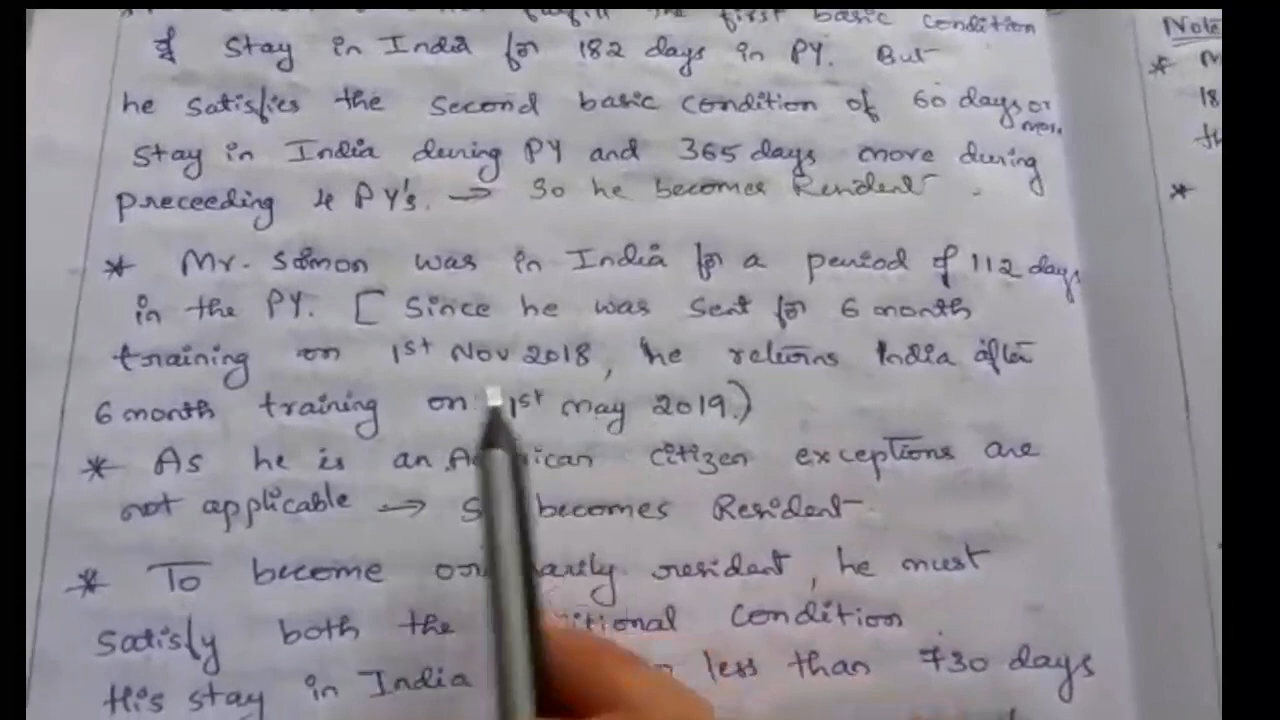 first basic condition
of stay in India for 182 days in PY. But
he satisfies the second basic condition of 60 days or more
stay in India during PY and 365 days more during
preceeding 4 PY's. → So he becomes Resident.
* Mr. Simon was in India for a period of 112 days
in the PY. [ Since he was sent for 6 month
training on 1st Nov 2018, he returns India after
6 month training on 1st may 2019.)
* As he is an citizen exceptions are
not applicable → becomes Resident.
* To become resident, he must
satisfy both the condition
His stay in India less than 730 days
Note
*
18
th
*